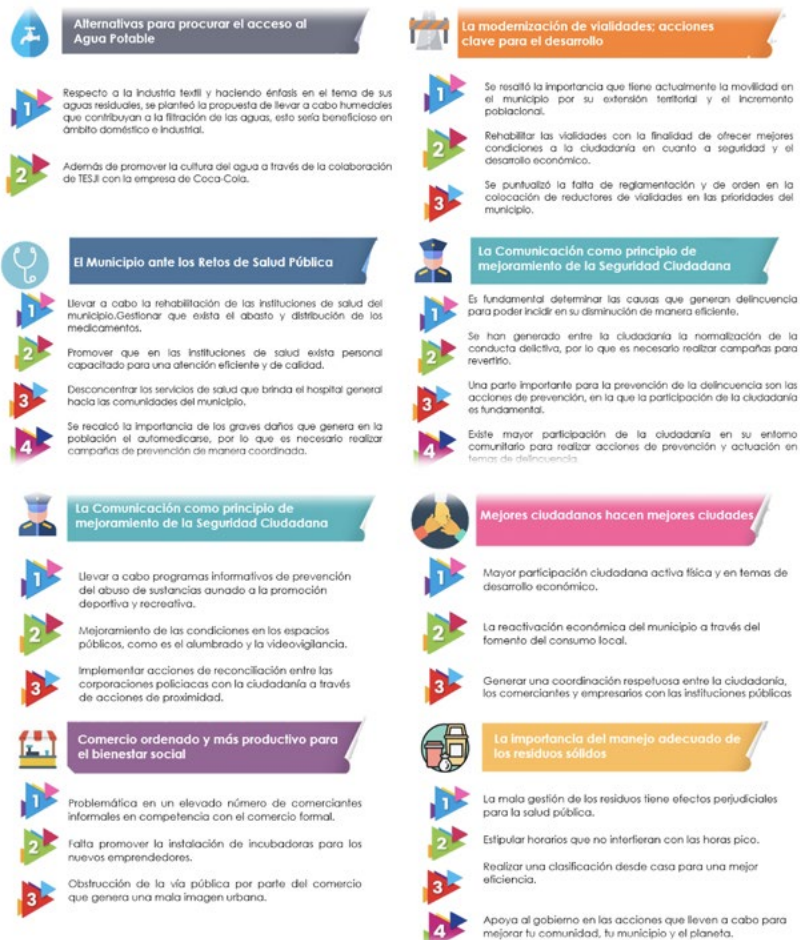 Alternativas para procurar el acceso al
Agua Potable
1
Respecto a la industria textil y haciendo énfasis en el tema de sus
aguas residuales, se planteó la propuesta de llevar a cabo humedales
que contribuyan a la filtración de las aguas, esto sería beneficioso en
ámbito doméstico e industrial.
2
Además de promover la cultura del agua a través de la colaboración
de TESJI con la empresa de Coca-Cola.
La modernización de vialidades; acciones
clave para el desarrollo
1
Se resaltó la importancia que tiene actualmente la movilidad en
el municipio por su extensión territorial y el incremento
poblacional.
2
Rehabilitar las vialidades con la finalidad de ofrecer mejores
condiciones a la ciudadanía en cuanto a seguridad y el
desarrollo económico.
3
Se puntualizó la falta de reglamentación y de orden en la
colocación de reductores de vialidades en las prioridades del
municipio.
El Municipio ante los Retos de Salud Pública
1
Llevar a cabo la rehabilitación de las instituciones de salud del
municipio.Gestionar que exista el abasto y distribución de los
medicamentos.
2
Promover que en las instituciones de salud exista personal
capacitado para una atención eficiente y de calidad.
3
Desconcentrar los servicios de salud que brinda el hospital general
hacia las comunidades del municipio.
4
Se recalcó la importancia de los graves daños que genera en la
población el automedicarse, por lo que es necesario realizar
campañas de prevención de manera coordinada.
La Comunicación como principio de
mejoramiento de la Seguridad Ciudadana
1
Es fundamental determinar las causas que generan delincuencia
para poder incidir en su disminución de manera eficiente.
2
Se han generado entre la ciudadanía la normalización de la
conducta delictiva, por lo que es necesario realizar campañas para
revertirlo.
3
Una parte importante para la prevención de la delincuencia son las
acciones de prevención, en la que la participación de la ciudadanía
es fundamental.
4
Existe mayor participación de la ciudadanía en su entorno
comunitario para realizar acciones de prevención y actuación en
temas de delincuencia.
La Comunicación como principio de
mejoramiento de la Seguridad Ciudadana
1
Llevar a cabo programas informativos de prevención
del abuso de sustancias aunado a la promoción
deportiva y recreativa.
2
Mejoramiento de las condiciones en los espacios
públicos, como es el alumbrado y la videovigilancia.
3
Implementar acciones de reconciliación entre las
corporaciones policiacas con la ciudadanía a través
de acciones de proximidad.
Mejores ciudadanos hacen mejores ciudades
1
Mayor participación ciudadana activa física y en temas de
desarrollo económico.
2
La reactivación económica del municipio a través del
fomento del consumo local.
3
Generar una coordinación respetuosa entre la ciudadanía,
los comerciantes y empresarios con las instituciones públicas
Comercio ordenado y más productivo para
el bienestar social
1
Problemática en un elevado número de comerciantes
informales en competencia con el comercio formal.
2
Falta promover la instalación de incubadoras para los
nuevos emprendedores.
3
Obstrucción de la vía pública por parte del comercio
que genera una mala imagen urbana.
La importancia del manejo adecuado de
los residuos sólidos
1
La mala gestión de los residuos tiene efectos perjudiciales
para la salud pública.
2
Estipular horarios que no interfieran con las horas pico.
3
Realizar una clasificación desde casa para una mejor
eficiencia.
4
Apoya al gobierno en las acciones que lleven a cabo para
mejorar tu comunidad, tu municipio y el planeta.